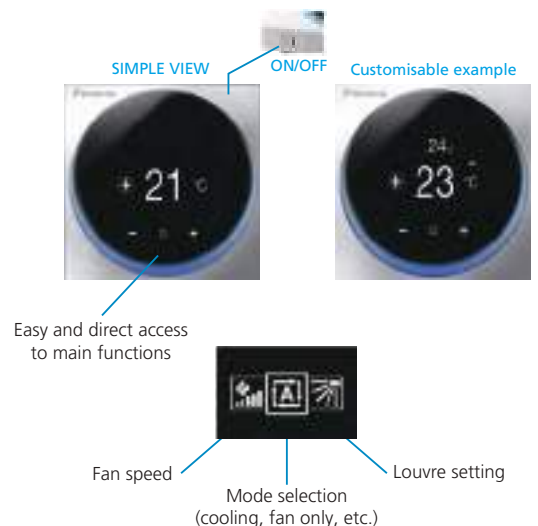 SIMPLE VIEW
ON/OFF
Customisable example
21 °C
24
23 °C
- +
- +
Easy and direct access
to main functions
A
Fan speed
Mode selection
(cooling, fan only, etc.)
Louvre setting